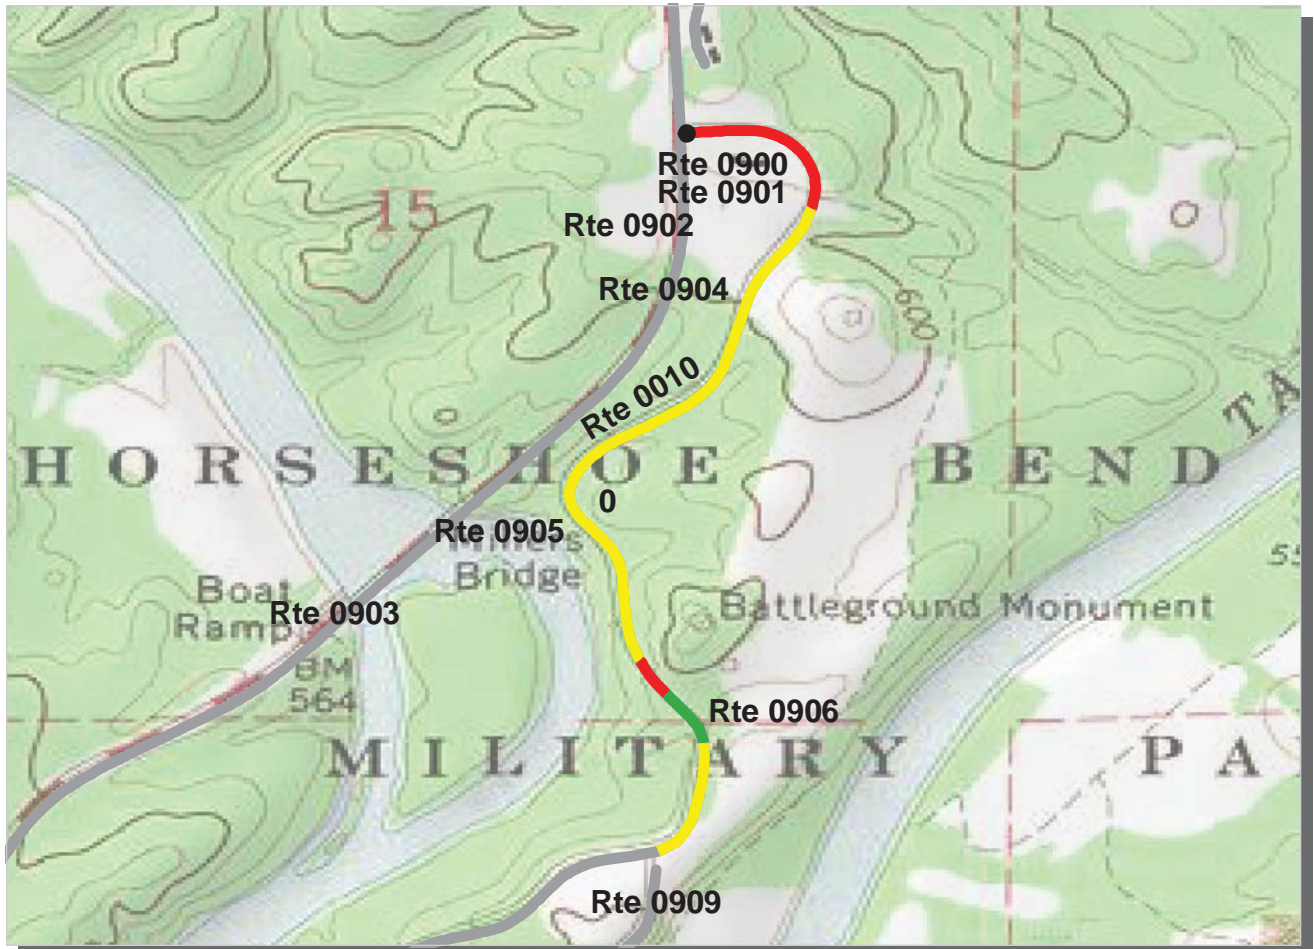 Rte 0900
15
Rte 0901
Rte 0902
Rte 0904
600
Rte 0010
TA
HORSESHOE BEND
0
Rte 0905
Millers
Bridge
55
Boat
Ramp
Rte 0903
Battleground Monument
BM
564
Rte 0906
MILITARY PA
Rte 0909